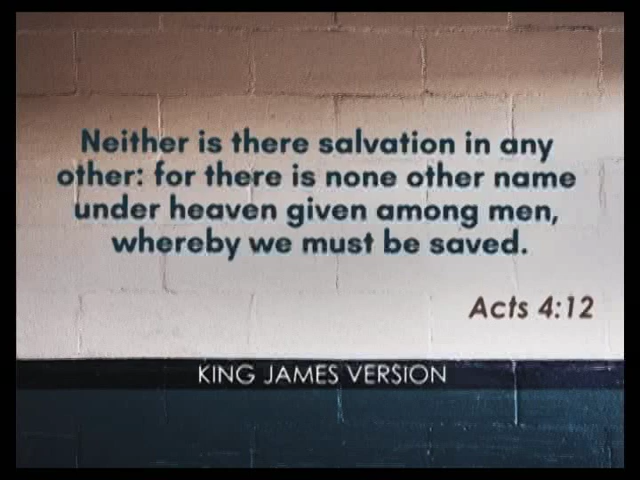 Neither is there salvation in any
other: for there is none other name
under heaven given among men,
whereby we must be saved.
Acts 4:12
KING JAMES VERSION